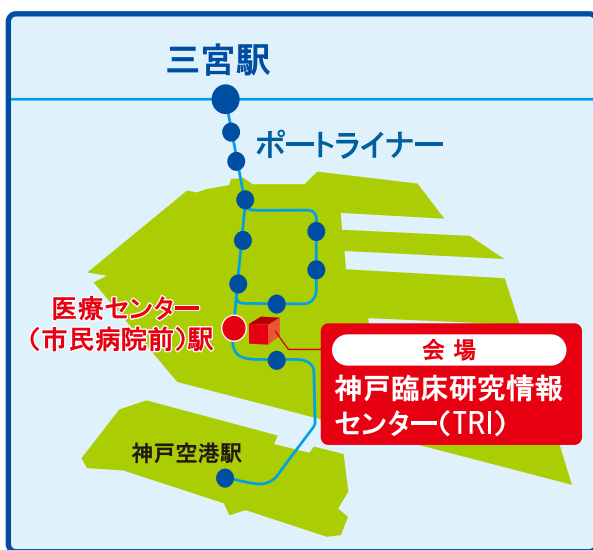 三宮駅
ポートライナー
医療センター
（市民病院前）駅
会場
神戸臨床研究情報
センター（TRI）
神戸空港駅